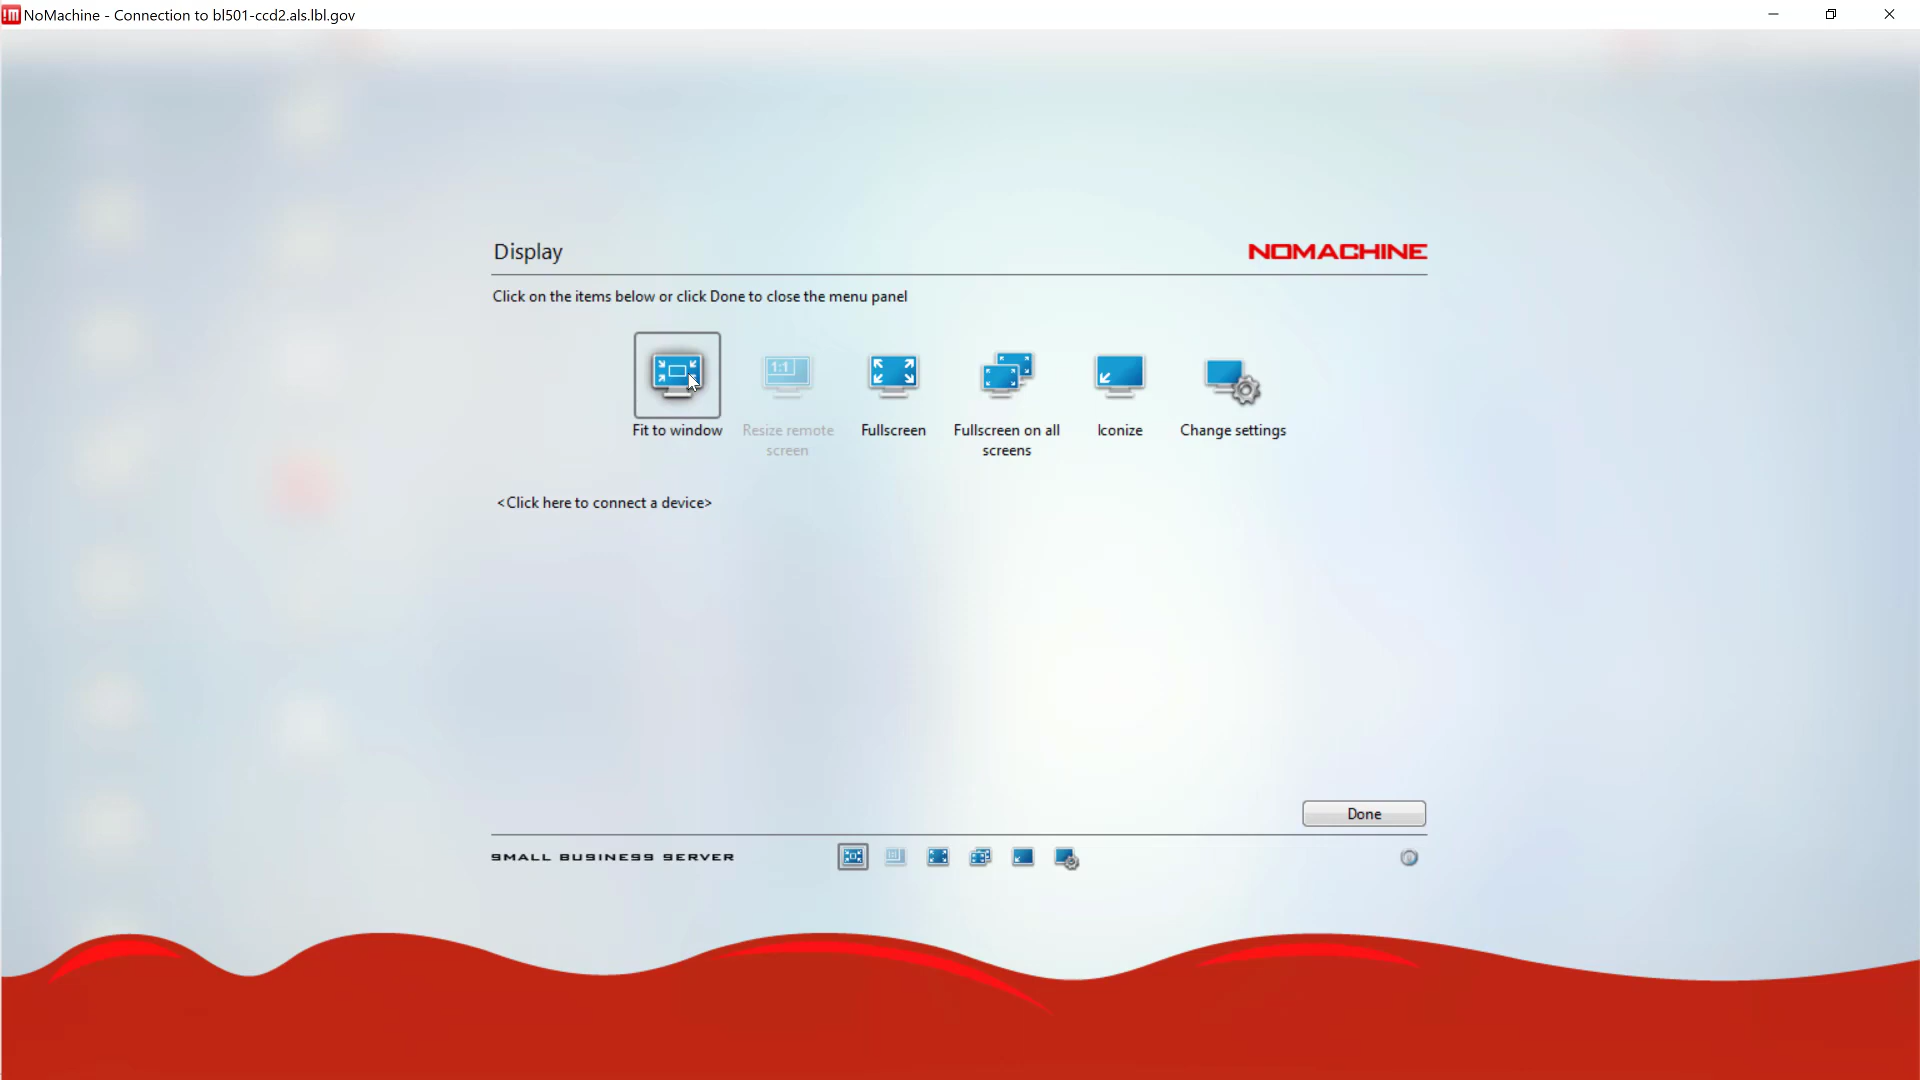 NoMachine - Connection to bl501-ccd2.als.lbl.gov
Display
NOMACHINE
Click on the items below or click Done to close the menu panel
1:1
Fit to window
Resize remote
screen
Fullscreen
Fullscreen on all
screens
Iconize
Change settings
<Click here to connect a device>
Done
SMALL BUSINESS SERVER